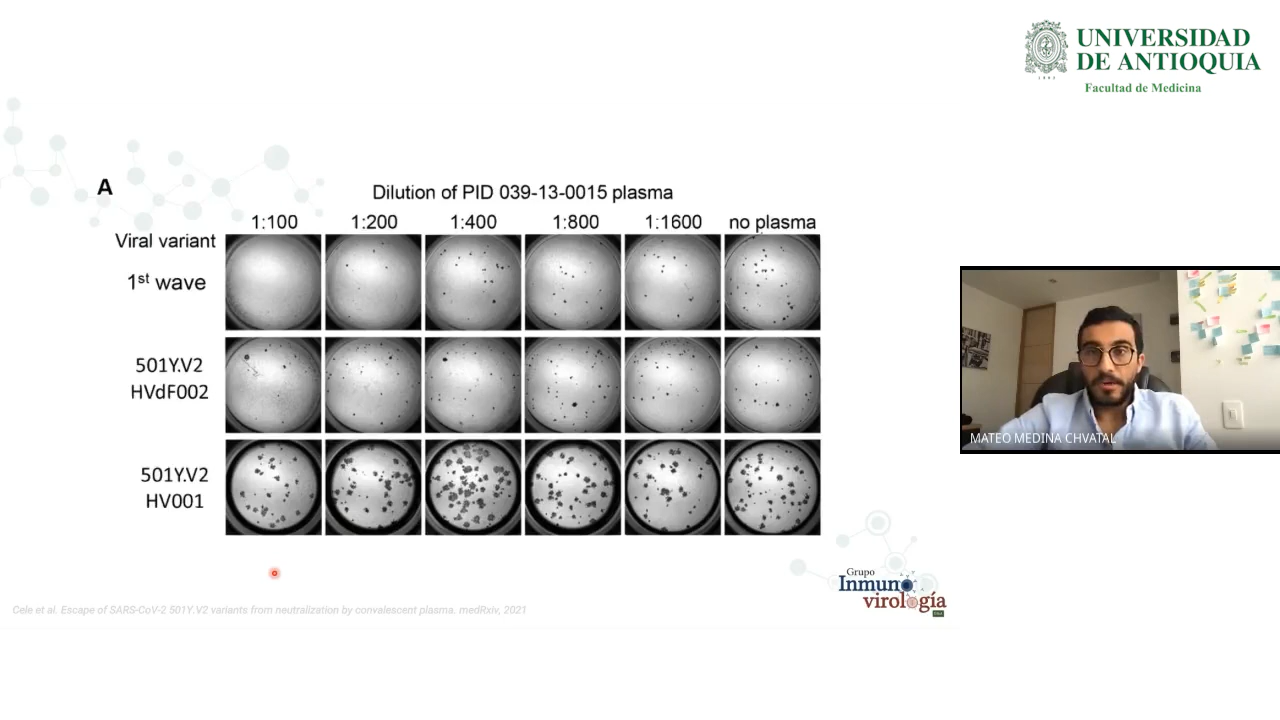 UNIVERSIDAD
DE ANTIOQUIA
1803
Facultad de Medicina
A
Dilution of PID 039-13-0015 plasma
1:100 1:200 1:400 1:800 1:1600 no plasma
Viral variant
1st wave
501Y.V2
HVdF002
501Y.V2
HV001
MATEO MEDINA CHVATAL
Grupo
Inmuno
virología
Cele et al. Escape of SARS-CoV-2 501Y.V2 variants from neutralization by convalescent plasma. medRxiv, 2021